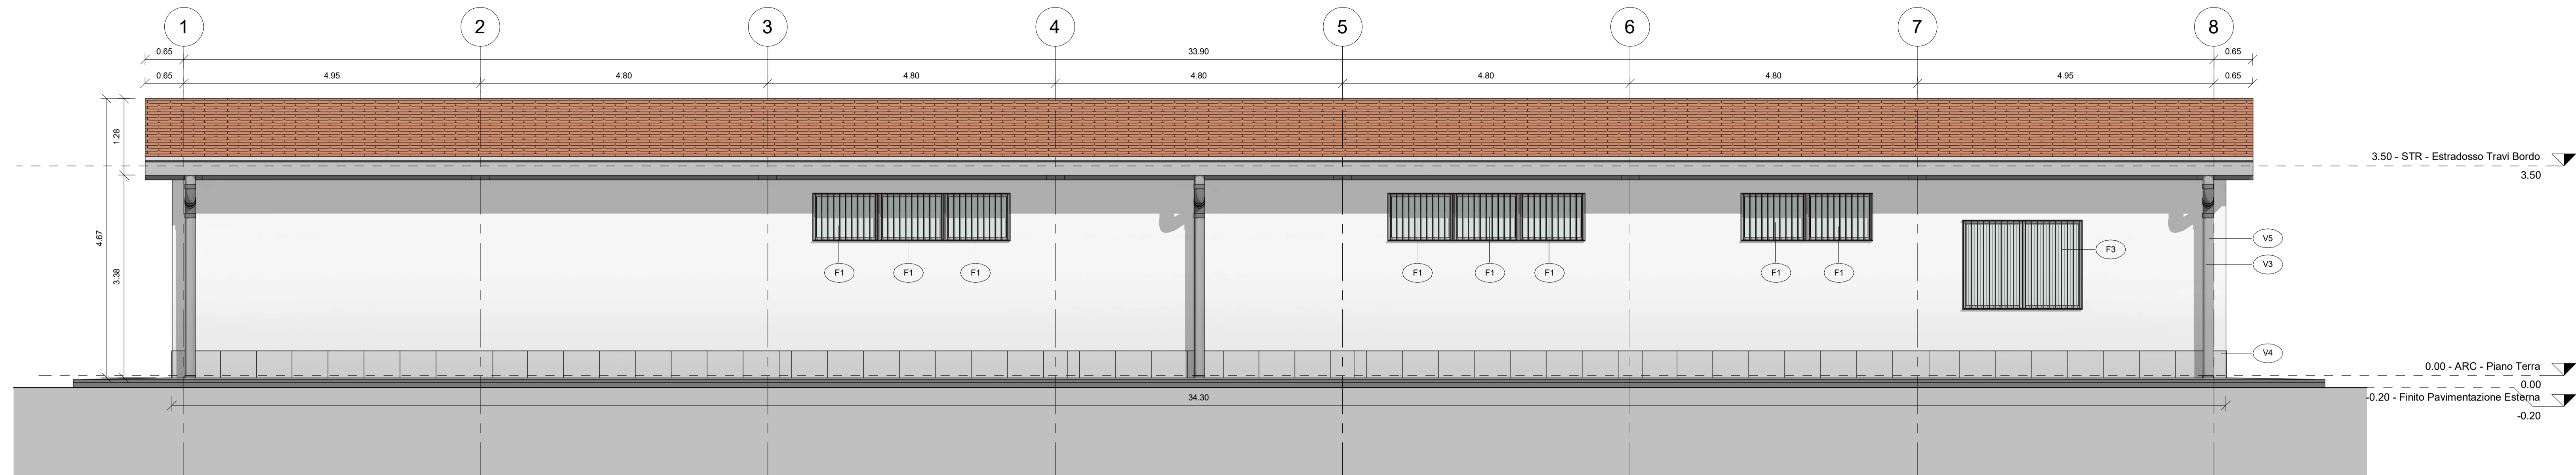 1 2 3 4 5 6 7 8
0.65 33.90 0.65
0.65 4.95 4.80 4.80 4.80 4.80 4.80 4.95 0.65
1.28
4.67
3.38
3.50 - STR - Estradosso Travi Bordo
3.50
V5
F3
V3
F1 F1 F1 F1 F1 F1 F1 F1
V4
0.00 - ARC - Piano Terra
0.00
-0.20 - Finito Pavimentazione Esterna
34.30
-0.20